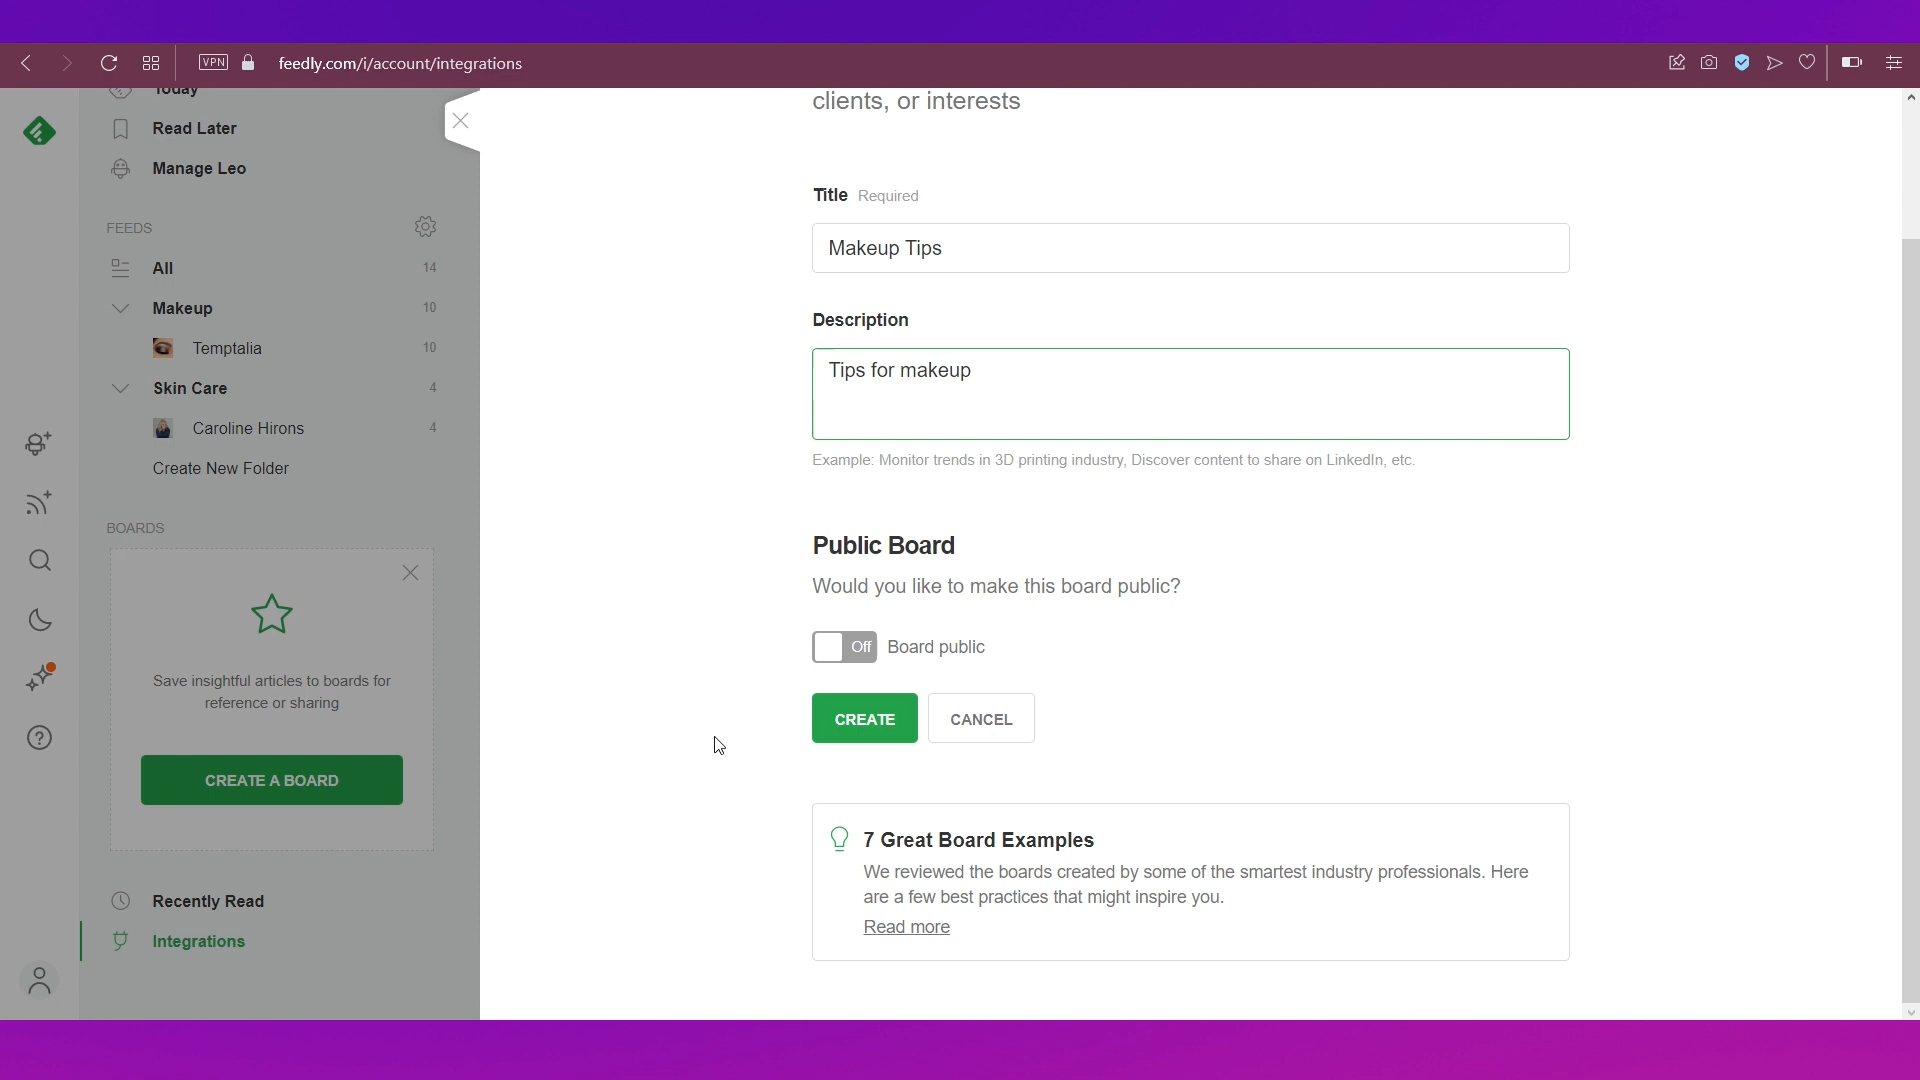 VPN
feedly.com/i/account/integrations
Today
Read Later
Manage Leo
FEEDS
All 14
Makeup 10
Temptalia 10
Skin Care 4
Caroline Hirons 4
Create New Folder
BOARDS
Save insightful articles to boards for
reference or sharing
CREATE A BOARD
Recently Read
Integrations
clients, or interests
Title Required
Makeup Tips
Description
Tips for makeup
Example: Monitor trends in 3D printing industry, Discover content to share on LinkedIn, etc.
Public Board
Would you like to make this board public?
Off Board public
CREATE CANCEL
7 Great Board Examples
We reviewed the boards created by some of the smartest industry professionals. Here
are a few best practices that might inspire you.
Read more